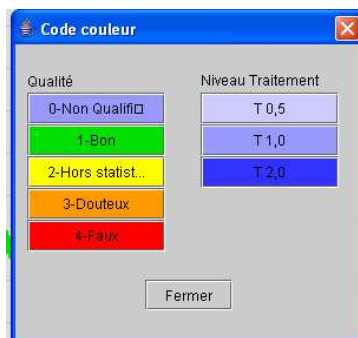 Code couleur
Qualité
0-Non Qualifi□
1-Bon
2-Hors statist...
3-Douteux
4-Faux
Niveau Traitement
T 0,5
T 1,0
T 2,0
Fermer